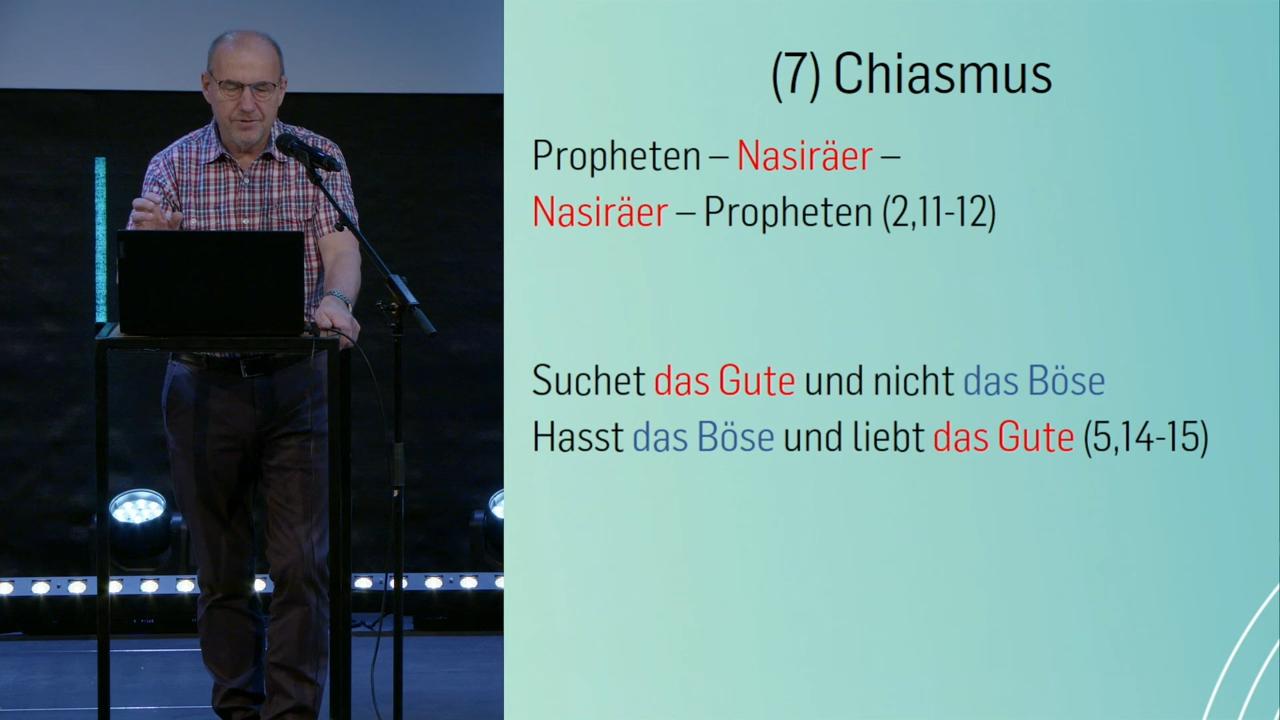 (7) Chiasmus
Propheten – Nasiräer –
Nasiräer – Propheten (2,11-12)
Suchet das Gute und nicht das Böse
Hasst das Böse und liebt das Gute (5,14-15)